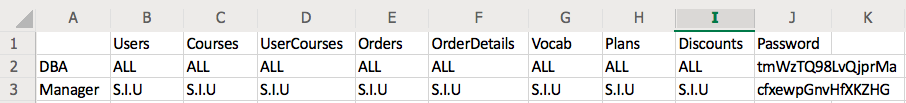 A B C D E F G H I J K
1 Users Courses UserCourses Orders OrderDetails Vocab Plans Discounts Password
2 DBA ALL ALL ALL ALL ALL ALL ALL ALL tmWzTQ98LvQjprMa
3 Manager S.I.U S.I.U S.I.U S.I.U S.I.U S.I.U S.I.U S.I.U cfxewpGnvHfXKZHG